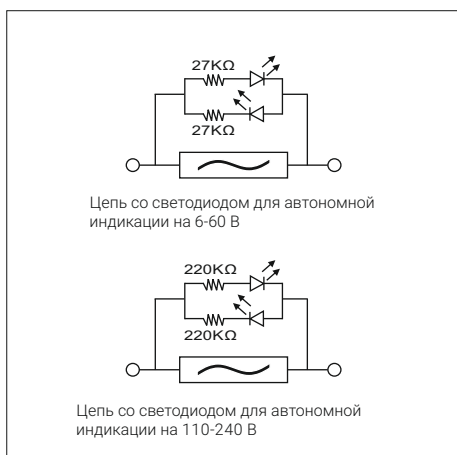 27KΩ
27KΩ
Цепь со светодиодом для автономной
индикации на 6-60 В
220KΩ
220KΩ
Цепь со светодиодом для автономной
индикации на 110-240 В